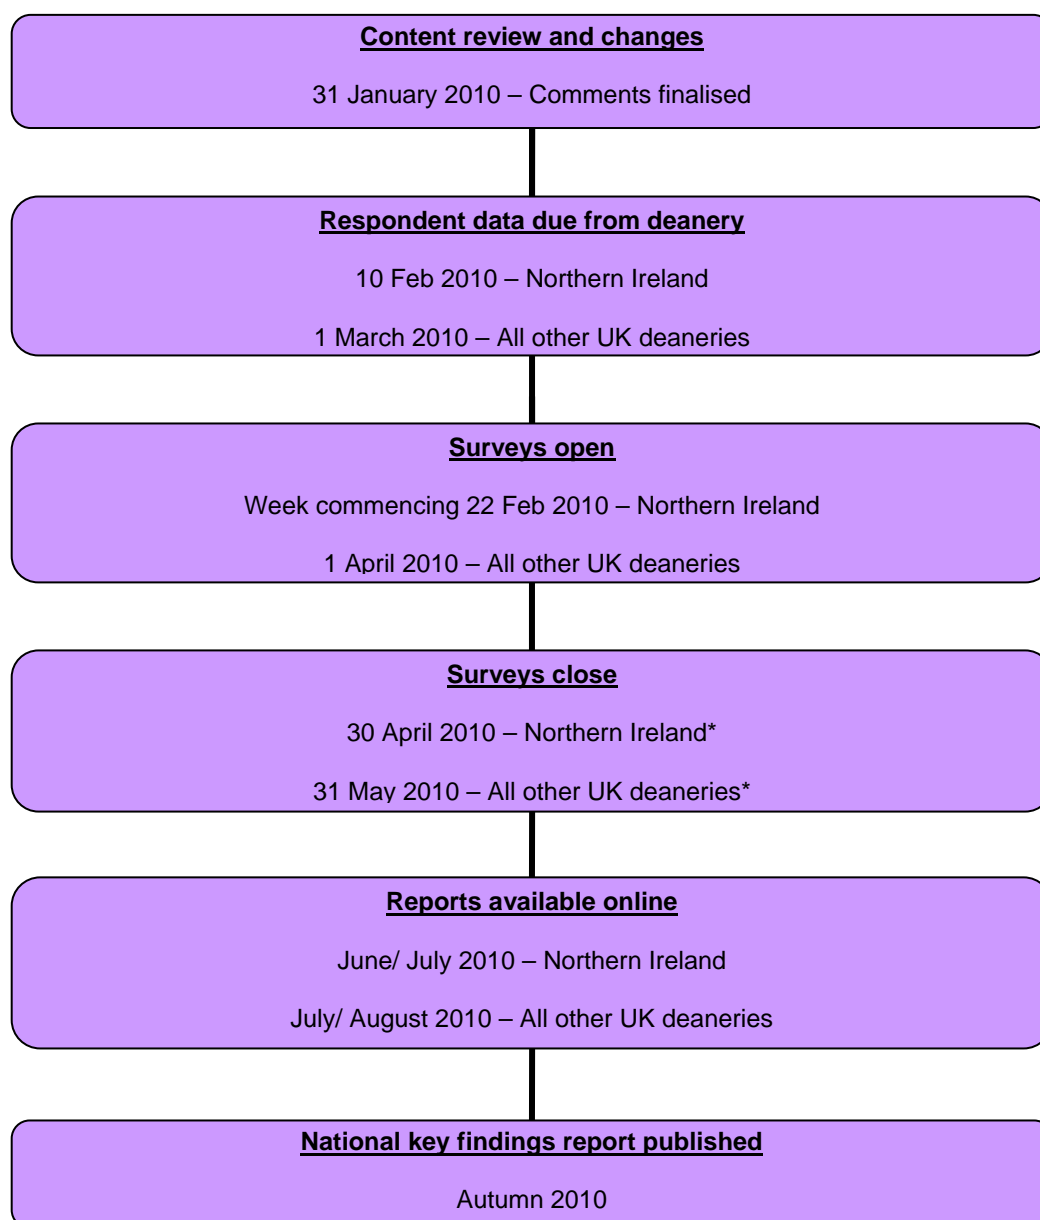 Content review and changes
31 January 2010 – Comments finalised
Respondent data due from deanery
10 Feb 2010 – Northern Ireland
1 March 2010 – All other UK deaneries
Surveys open
Week commencing 22 Feb 2010 – Northern Ireland
1 April 2010 – All other UK deaneries
Surveys close
30 April 2010 – Northern Ireland*
31 May 2010 – All other UK deaneries*
Reports available online
June/ July 2010 – Northern Ireland
July/ August 2010 – All other UK deaneries
National key findings report published
Autumn 2010